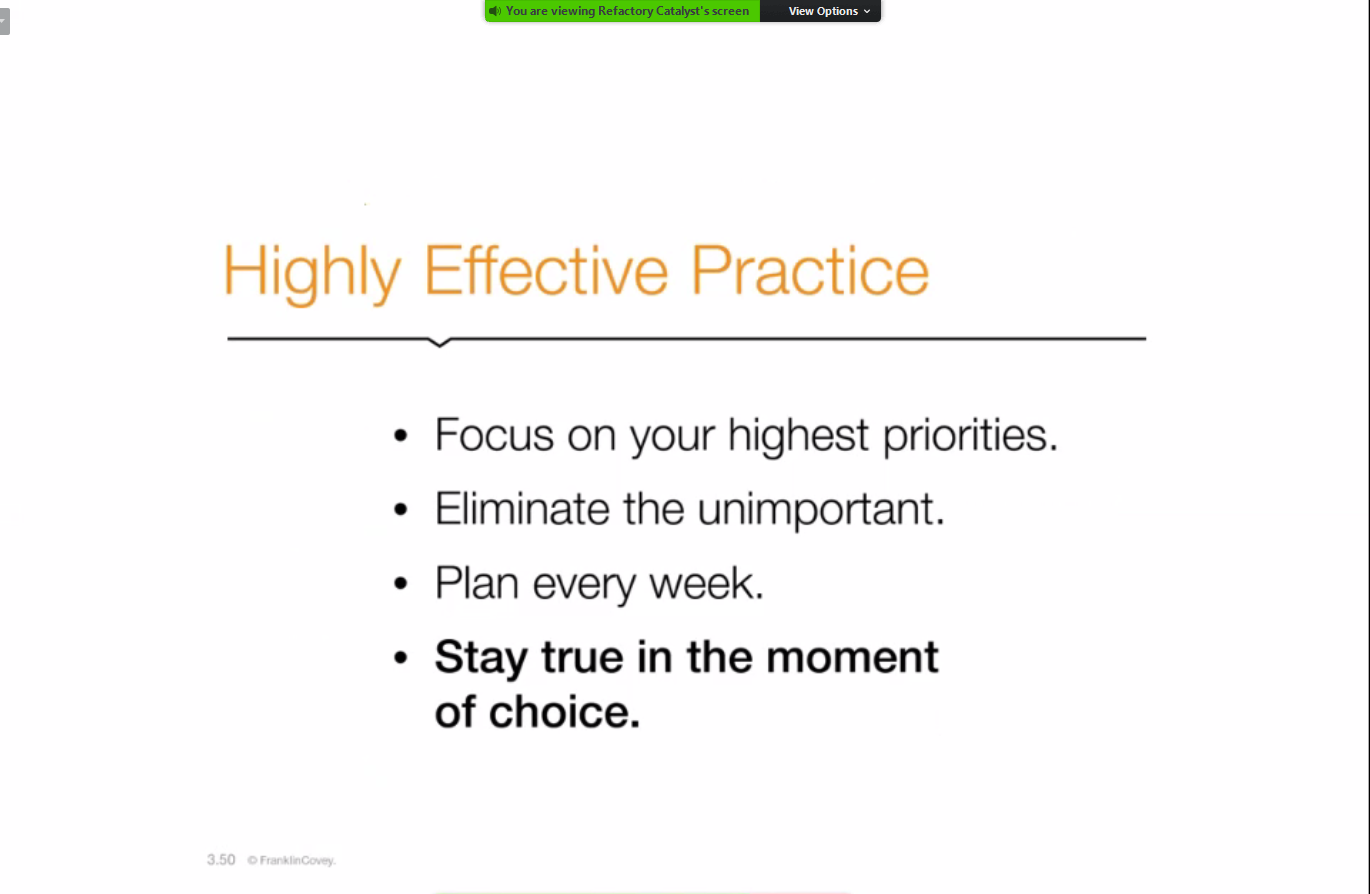 You are viewing Refactory Catalyst's screen View Options
Highly Effective Practice
• Focus on your highest priorities.
• Eliminate the unimportant.
• Plan every week.
• Stay true in the moment
of choice.
3.50 © FranklinCovey.